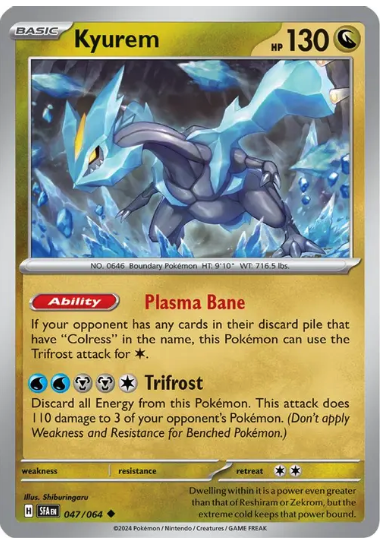 BASIC
Kyurem HP 130
NO. 0646 Boundary Pokémon HT: 9'10" WT: 716.5 lbs.
Ability Plasma Bane
If your opponent has any cards in their discard pile that
have “Colress” in the name, this Pokémon can use the
Trifrost attack for .
Trifrost
Discard all Energy from this Pokémon. This attack does
110 damage to 3 of your opponent's Pokémon. (Don't apply
Weakness and Resistance for Benched Pokémon.)
weakness resistance retreat
Illus. Shiburingaru
H SFA EN 047/064
Dwelling within it is a power even greater
than that of Reshiram or Zekrom, but the
extreme cold keeps that power bound.
©2024 Pokémon / Nintendo / Creatures / GAME FREAK